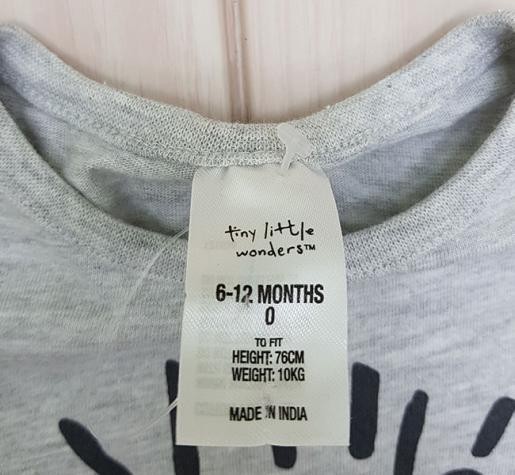 tiny little
wonders™
6-12 MONTHS
0
TO FIT
HEIGHT: 76CM
WEIGHT: 10KG
MADE IN INDIA